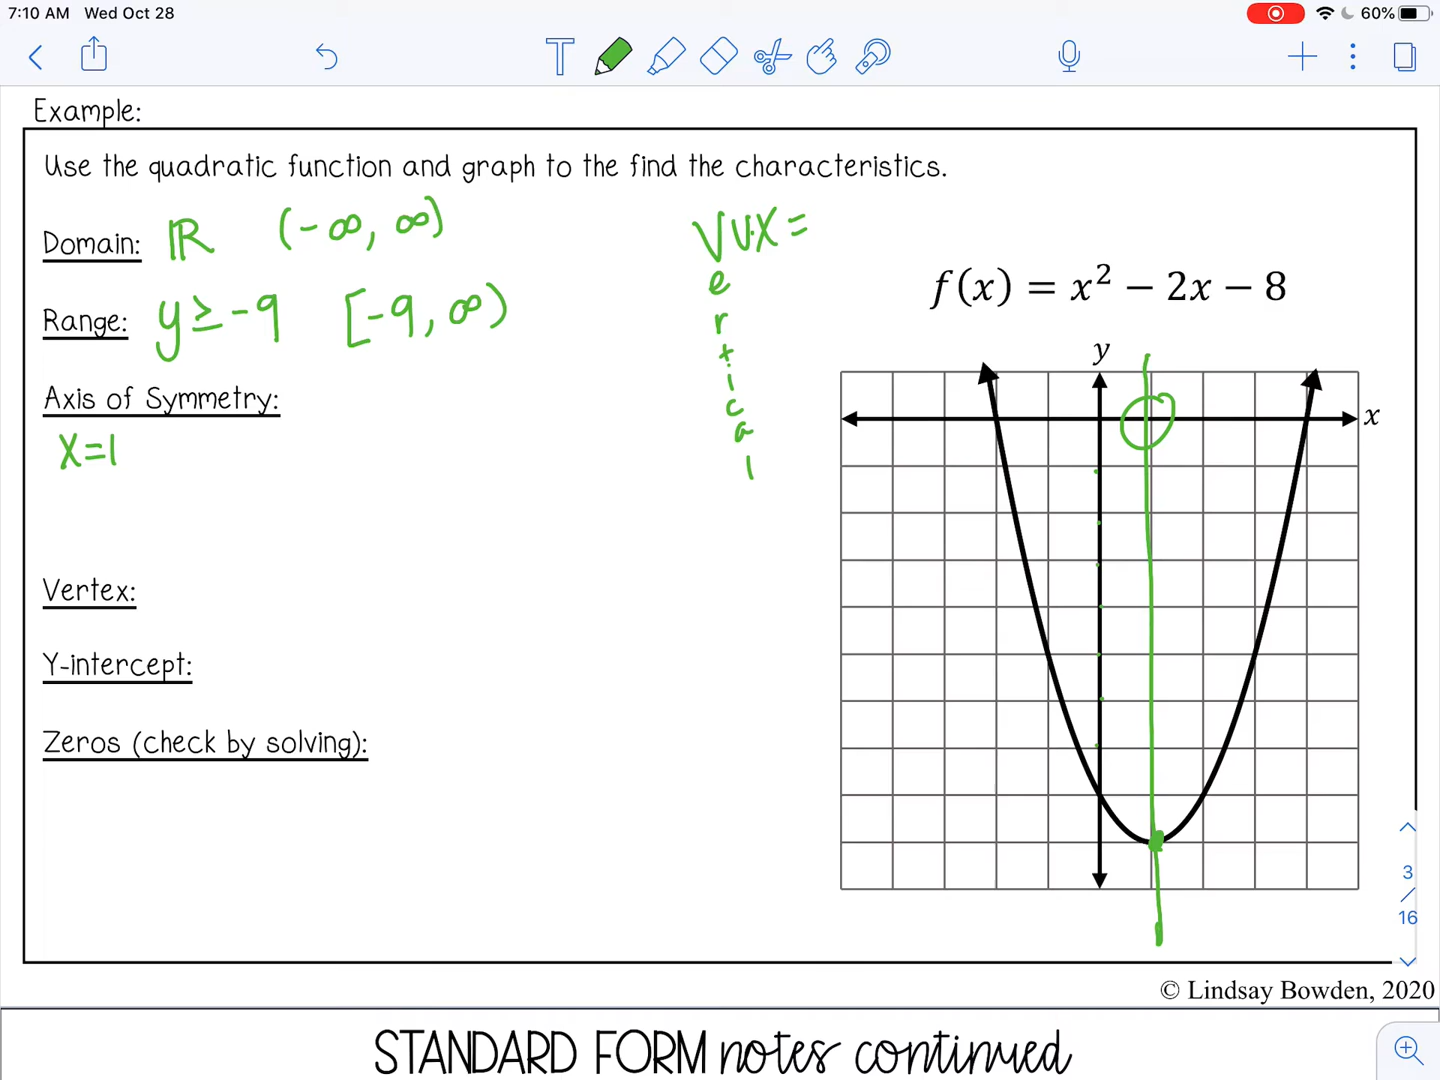 7:10 AM Wed Oct 28
60%
T
Example:
Use the quadratic function and graph to the find the characteristics.
Domain: ℝ (-∞, ∞)
VUX=
e
r
t
i
c
a
l
f(x) = x² − 2x − 8
Range: y ≥ -9 [-9, ∞)
y
x
Axis of Symmetry:
X=1
Vertex:
Y-intercept:
Zeros (check by solving):
3
/
16
© Lindsay Bowden, 2020
STANDARD FORM notes continued